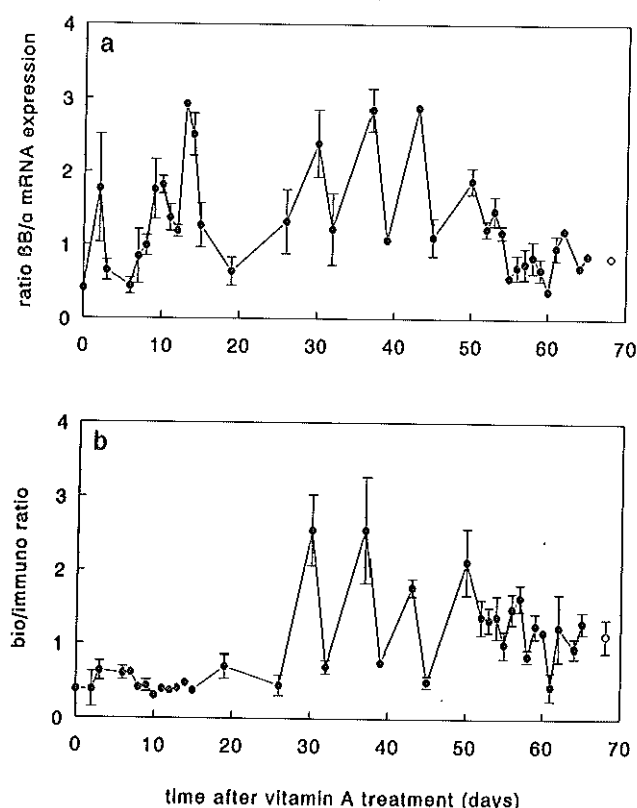 4
a
3
ratio ßB/α mRNA expression
2
1
0
0 10 20 30 40 50 60 70
4
b
3
bio/immuno ratio
2
1
0
0 10 20 30 40 50 60 70
time after vitamin A treatment (days)